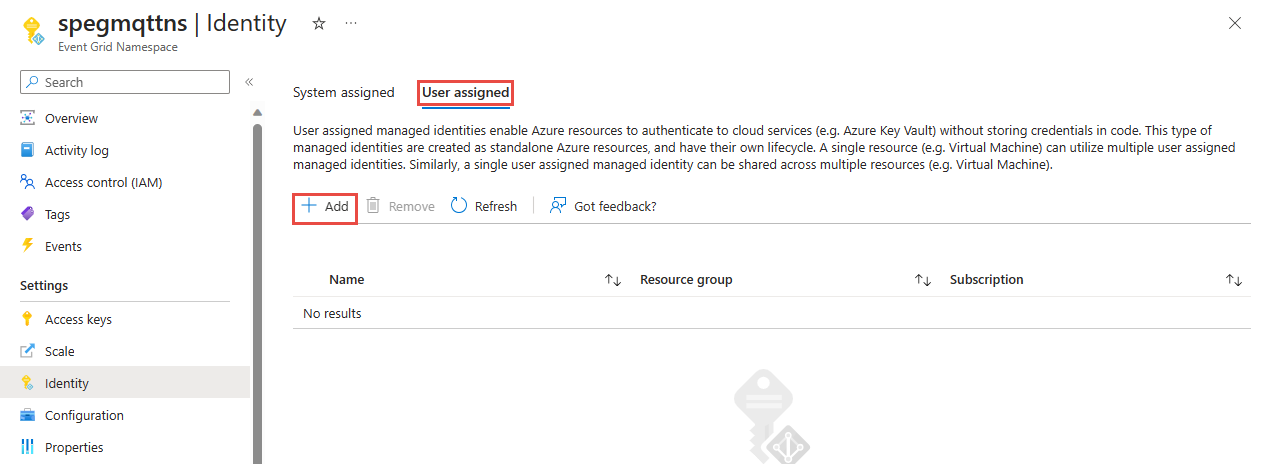 spegmqttns | Identity
Event Grid Namespace
Search
Overview
Activity log
Access control (IAM)
Tags
Events
Settings
Access keys
Scale
Identity
Configuration
Properties
System assigned
User assigned
User assigned managed identities enable Azure resources to authenticate to cloud services (e.g. Azure Key Vault) without storing credentials in code. This type of
managed identities are created as standalone Azure resources, and have their own lifecycle. A single resource (e.g. Virtual Machine) can utilize multiple user assigned
managed identities. Similarly, a single user assigned managed identity can be shared across multiple resources (e.g. Virtual Machine).
Add
Remove
Refresh
Got feedback?
Name
Resource group
Subscription
No results